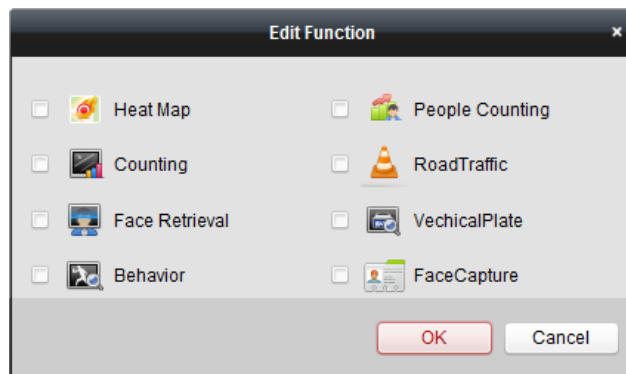 Edit Function ×
Heat Map People Counting
Counting RoadTraffic
Face Retrieval VechicalPlate
Behavior FaceCapture
OK Cancel